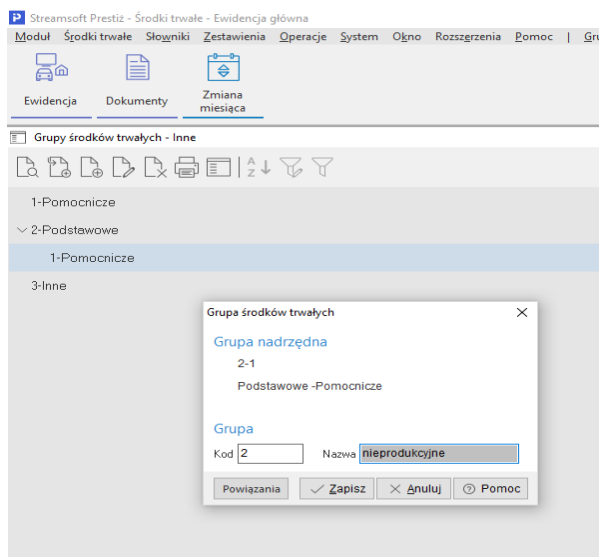 Streamsoft Prestiż - Środki trwałe - Ewidencja główna
Moduł Środki trwałe Słowniki Zestawienia Operacje System Okno Rozszerzenia Pomoc | Gru
Ewidencja Dokumenty Zmiana miesiąca
Grupy środków trwałych - Inne
1-Pomocnicze
2-Podstawowe
1-Pomocnicze
3-Inne
Grupa środków trwałych
Grupa nadrzędna
2-1
Podstawowe -Pomocnicze
Grupa
Kod 2 Nazwa nieprodukcyjne
Powiązania Zapisz Anuluj Pomoc